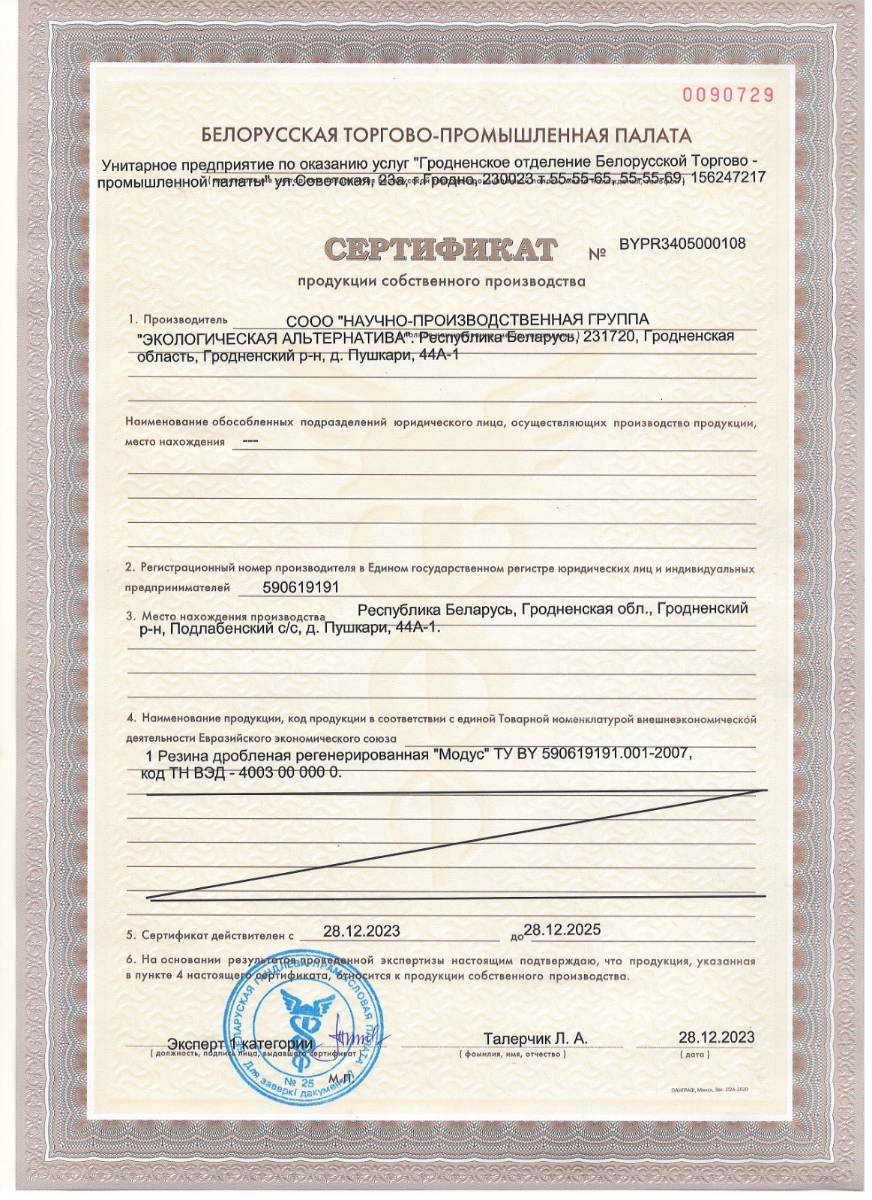 0090729
БЕЛОРУССКАЯ ТОРГОВО-ПРОМЫШЛЕННАЯ ПАЛАТА
Унитарное предприятие по оказанию услуг "Гродненское отделение Белорусской Торгово -
промышленной палаты" ул.Советская, 23а, г.Гродно, 230023 т.55-55-65, 55-55-69, 156247217
СЕРТИФИКАТ № BYPR3405000108
продукции собственного производства
1. Производитель СООО "НАУЧНО-ПРОИЗВОДСТВЕННАЯ ГРУППА
"ЭКОЛОГИЧЕСКАЯ АЛЬТЕРНАТИВА". Республика Беларусь, 231720, Гродненская
область, Гродненский р-н, д. Пушкари, 44А-1
Наименование обособленных подразделений юридического лица, осуществляющих производство продукции,
место нахождения ---
2. Регистрационный номер производителя в Едином государственном регистре юридических лиц и индивидуальных
предпринимателей 590619191
3. Место нахождения производства Республика Беларусь, Гродненская обл., Гродненский
р-н, Подлабенский с/с, д. Пушкари, 44А-1.
4. Наименование продукции, код продукции в соответствии с единой Товарной номенклатурой внешнеэкономической
деятельности Евразийского экономического союза
1 Резина дробленая регенерированная "Модус" ТУ BY 590619191.001-2007,
код ТН ВЭД - 4003 00 000 0.
5. Сертификат действителен с 28.12.2023 до 28.12.2025
6. На основании результатов проведенной экспертизы настоящим подтверждаю, что продукция, указанная
в пункте 4 настоящего сертификата, относится к продукции собственного производства.
Эксперт 1 категории Талерчик Л. А. 28.12.2023
(должность, подпись лица, выдавшего сертификат) (фамилия, имя, отчество) (дата)
БЕЛАРУСКАЯ ГАНДЛЁВА-ПРАМЫСЛОВАЯ ПАЛАТА
Для заверкі дакументаў
№ 25
М.П.